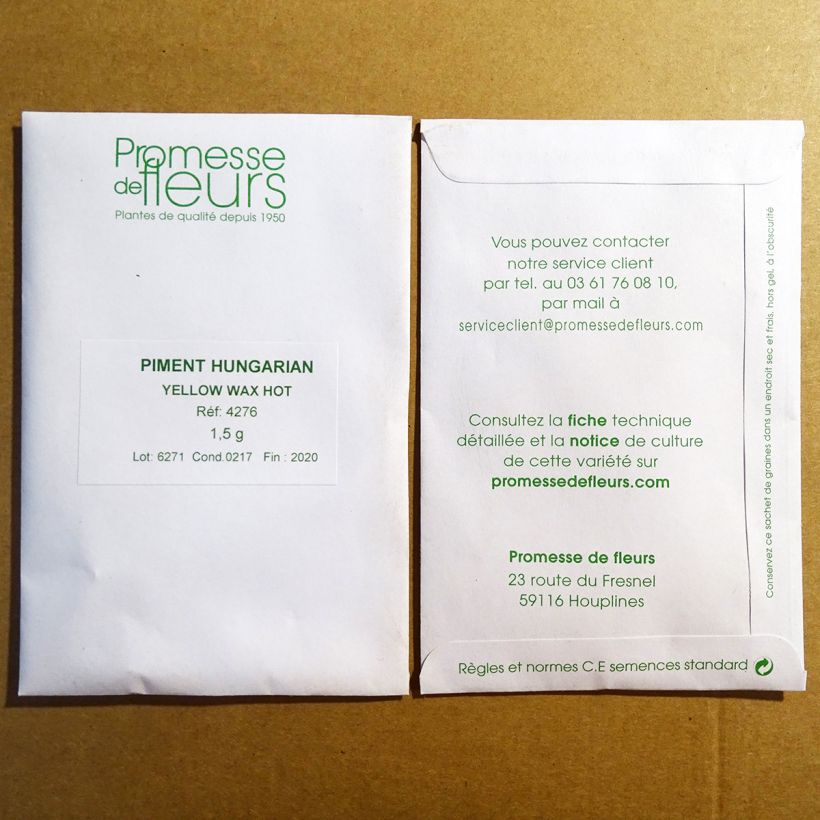 Promesse
de fleurs
Plantes de qualité depuis 1950
PIMENT HUNGARIAN
YELLOW WAX HOT
Réf: 4276
1,5 g
Lot: 6271 Cond.0217 Fin : 2020
Vous pouvez contacter
notre service client
par tel. au 03 61 76 08 10,
par mail à
serviceclient@promessedefleurs.com
Consultez la fiche technique
détaillée et la notice de culture
de cette variété sur
promessedefleurs.com
Promesse de fleurs
23 route du Fresnel
59116 Houplines
Règles et normes C.E semences standard
Conservez ce sachet de graines dans un endroit sec et frais, hors gel, à l'obscurité